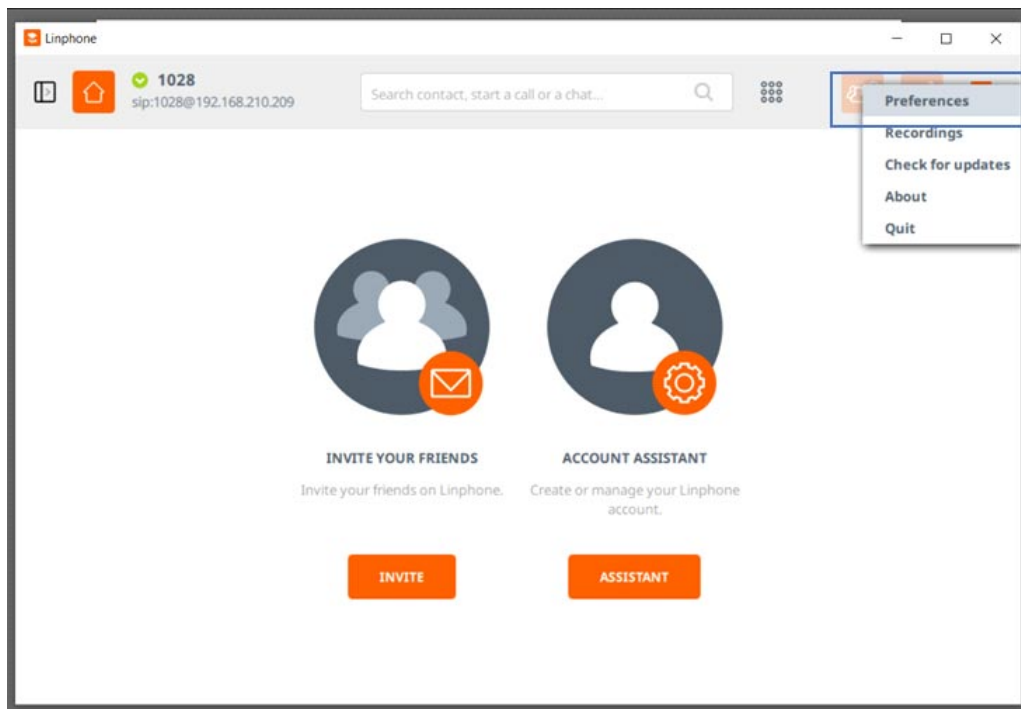 Linphone
1028
sip:1028@192.168.210.209
Search contact, start a call or a chat...
Preferences
Recordings
Check for updates
About
Quit
INVITE YOUR FRIENDS
Invite your friends on Linphone.
INVITE
ACCOUNT ASSISTANT
Create or manage your Linphone
account.
ASSISTANT